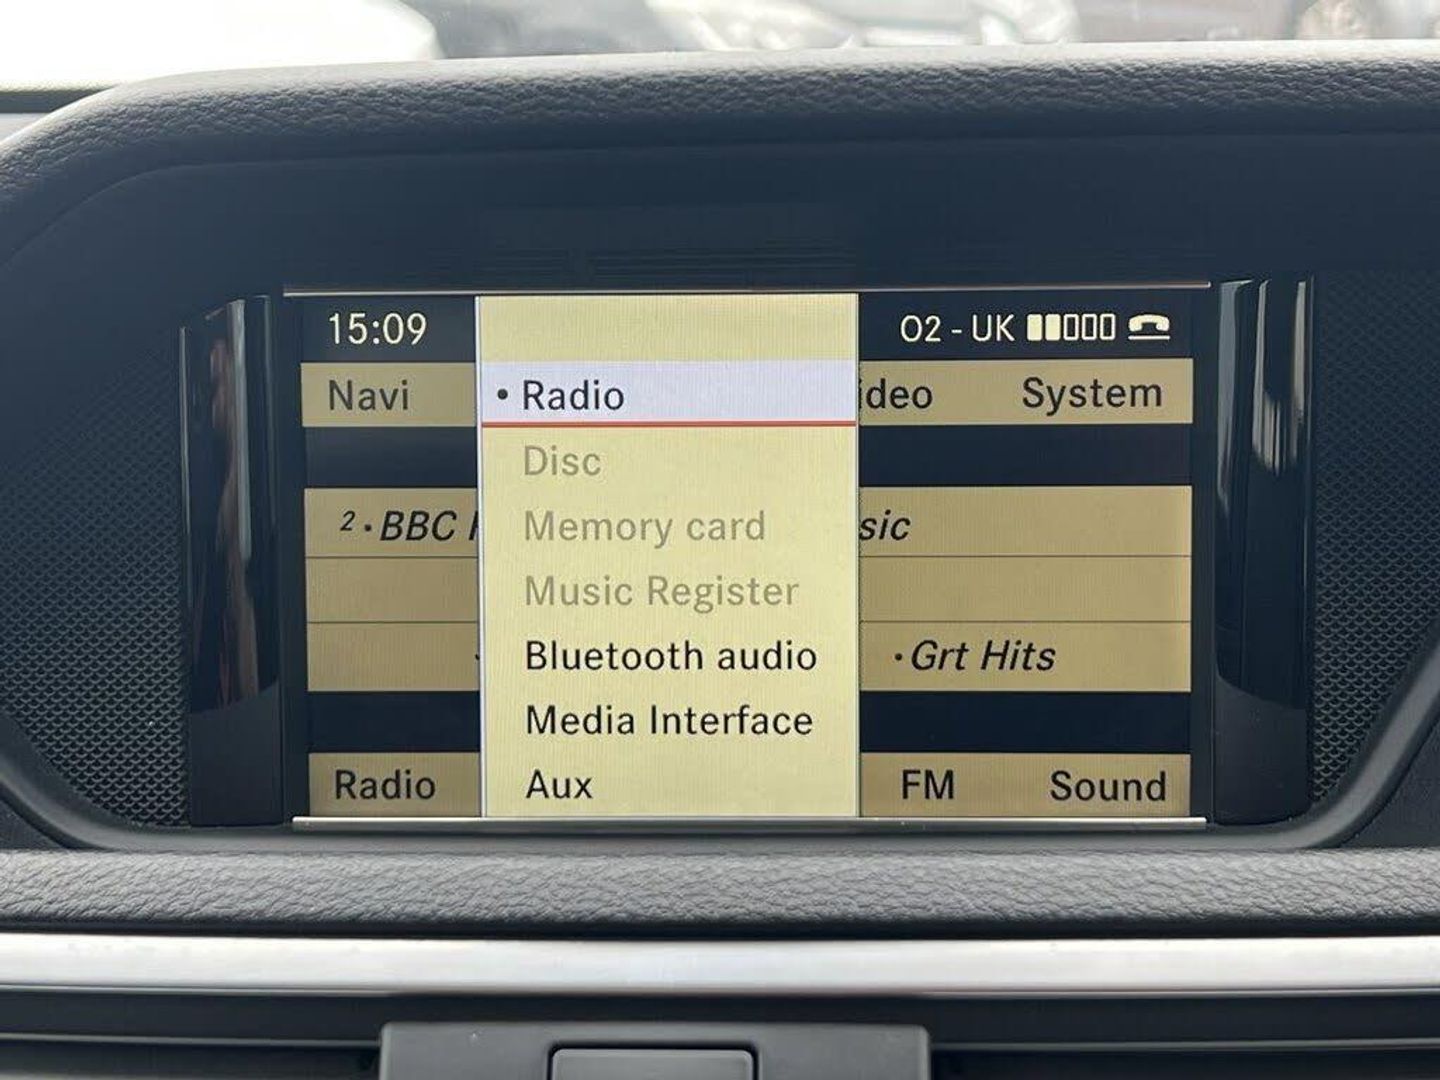 15:09 O2 - UK
Navi • Radio ideo System
Disc
2 • BBC Memory card sic
Music Register
Bluetooth audio • Grt Hits
Media Interface
Radio Aux FM Sound